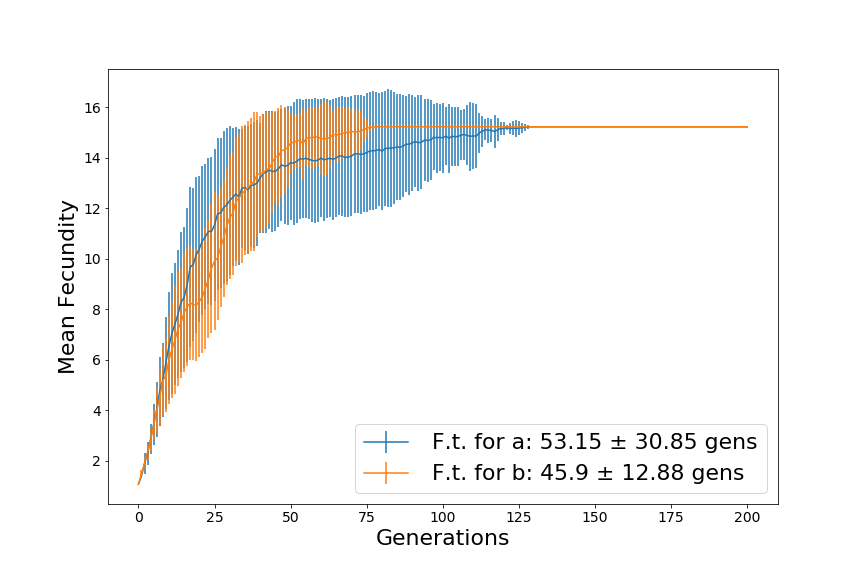 16
14
12
10
8
6
4
2
Mean Fecundity
F.t. for a: 53.15 ± 30.85 gens
F.t. for b: 45.9 ± 12.88 gens
0 25 50 75 100 125 150 175 200
Generations